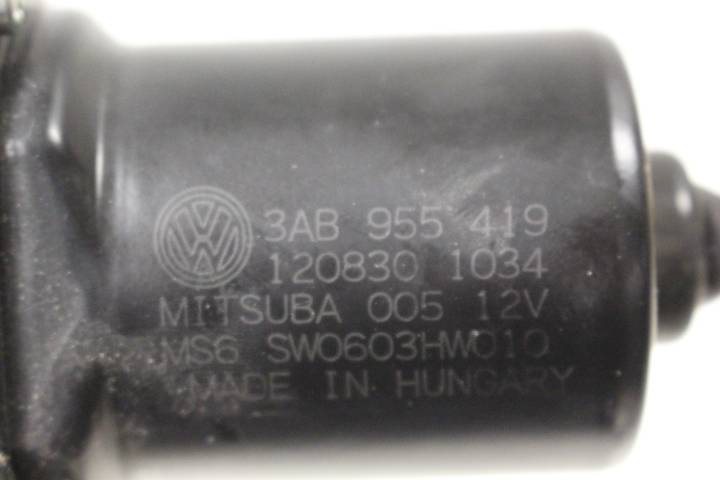 3AB 955 419
120830 1034
MITSUBA 005 12V
MS6 SW0603HW010
MADE IN HUNGARY